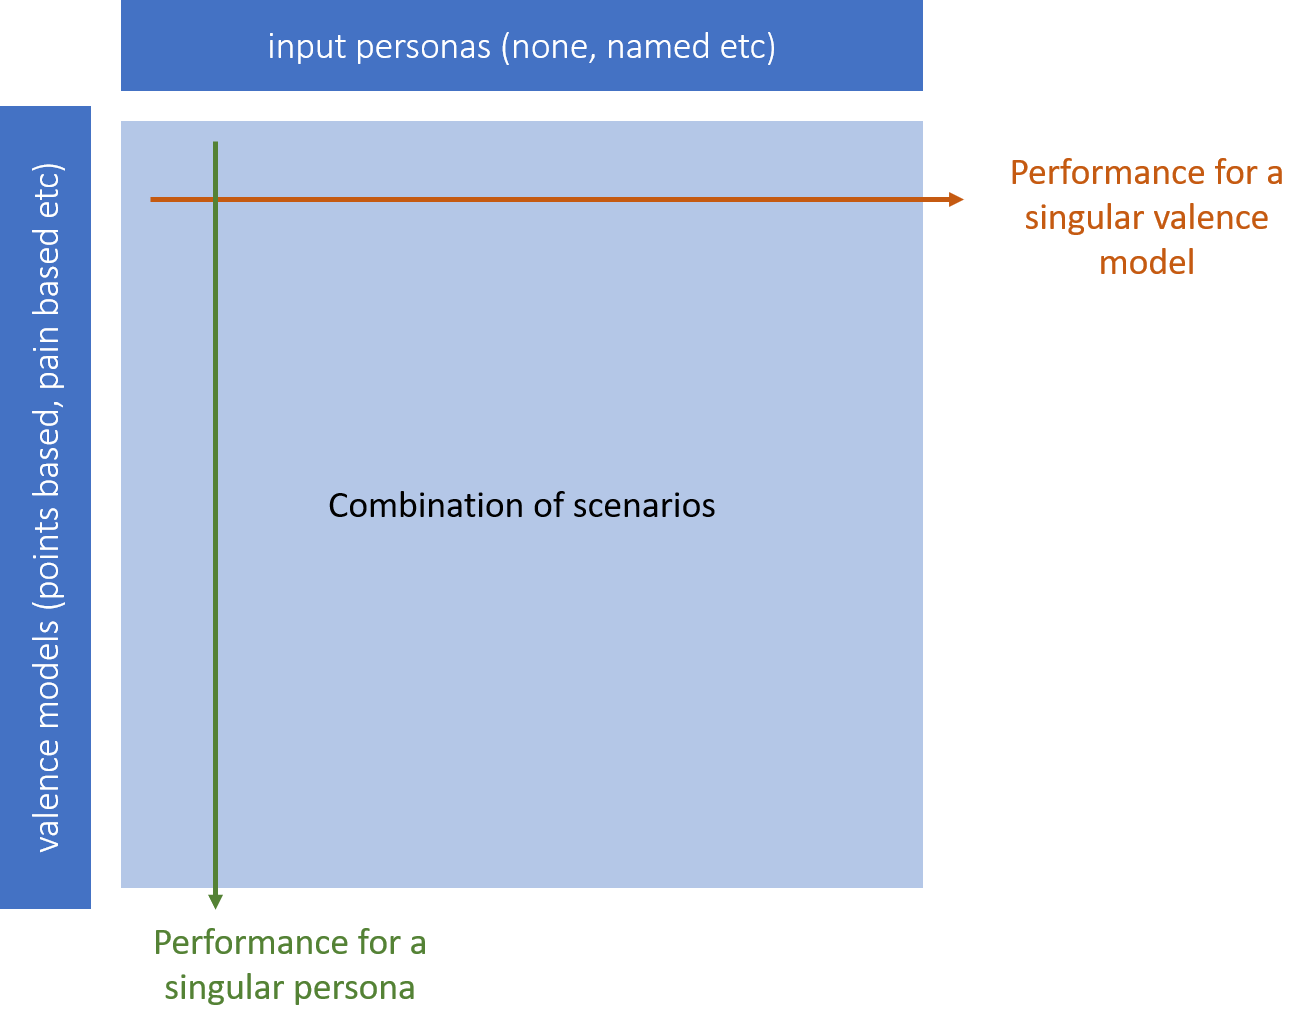 input personas (none, named etc)
valence models (points based, pain based etc)
Performance for a
singular valence
model
Combination of scenarios
Performance for a
singular persona